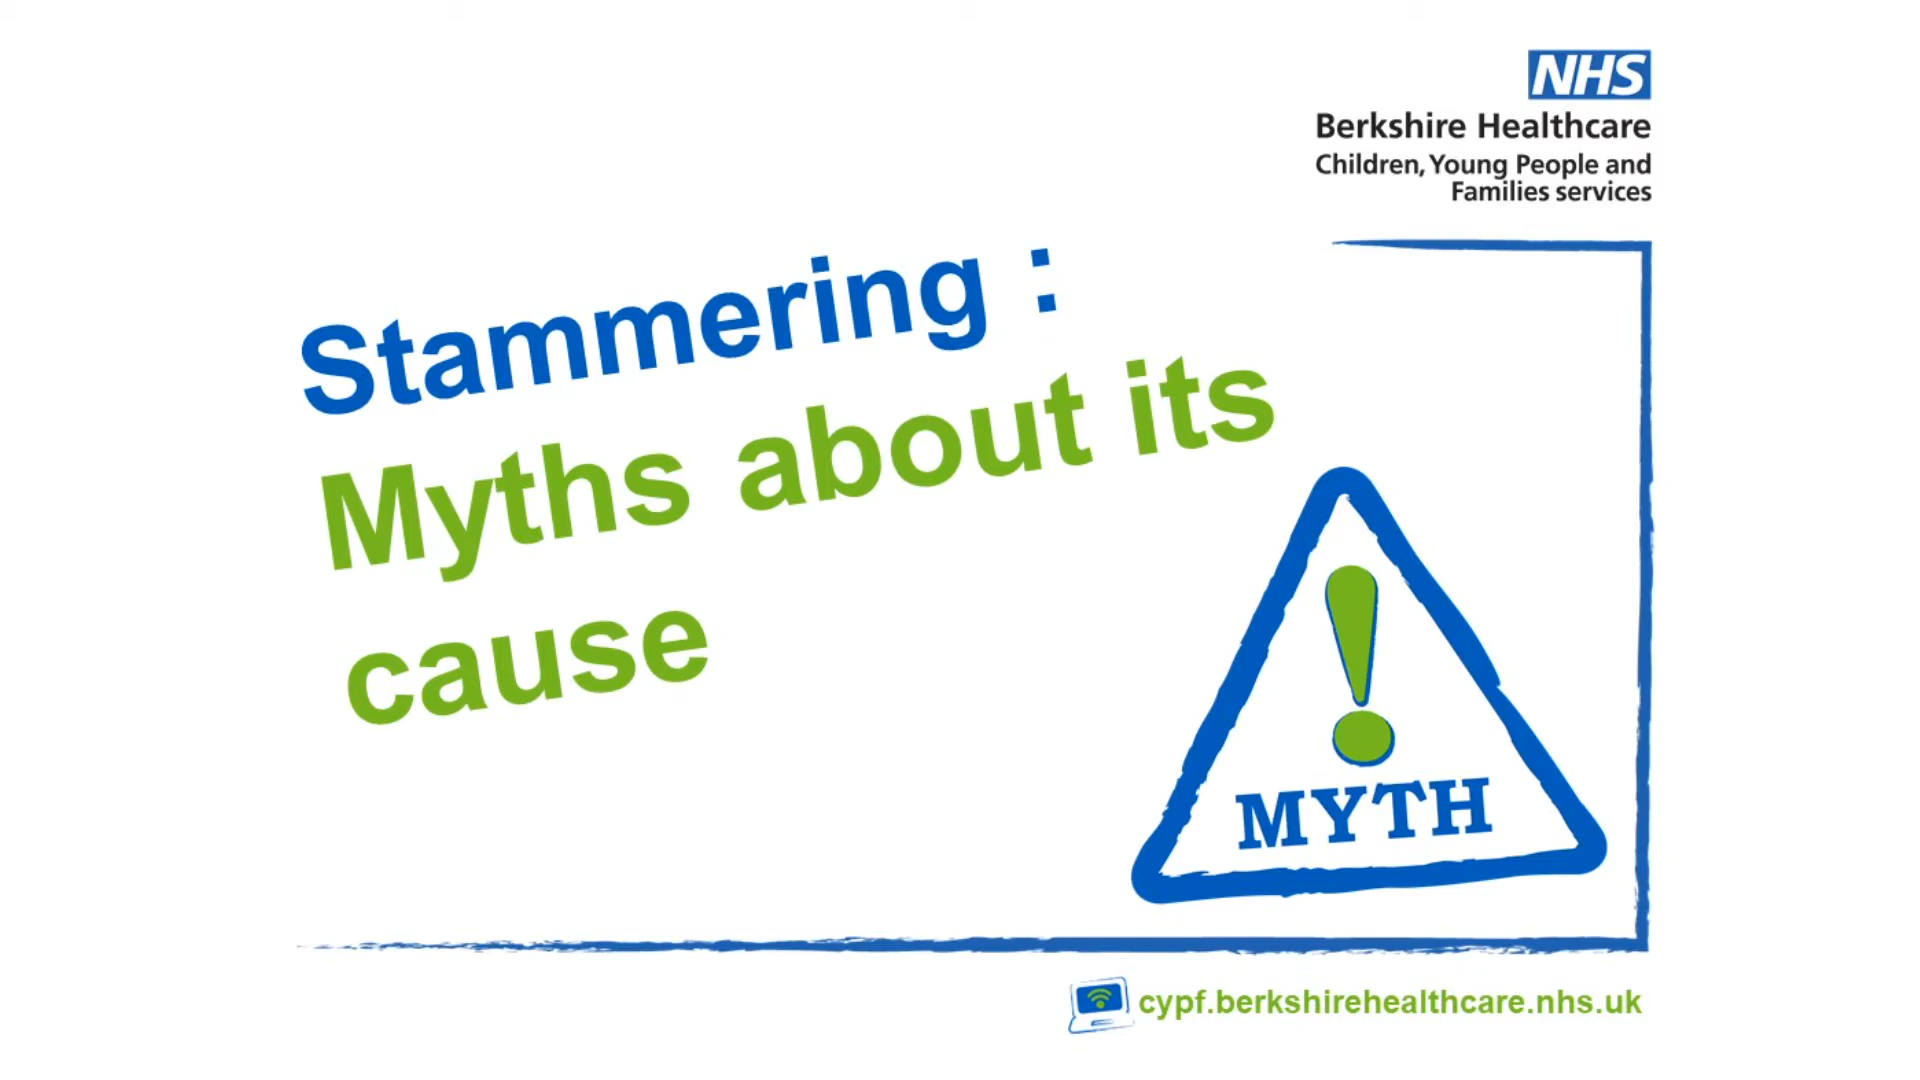 NHS
Berkshire Healthcare
Children, Young People and
Families services
Stammering :
Myths about its
cause
MYTH
cypf.berkshirehealthcare.nhs.uk